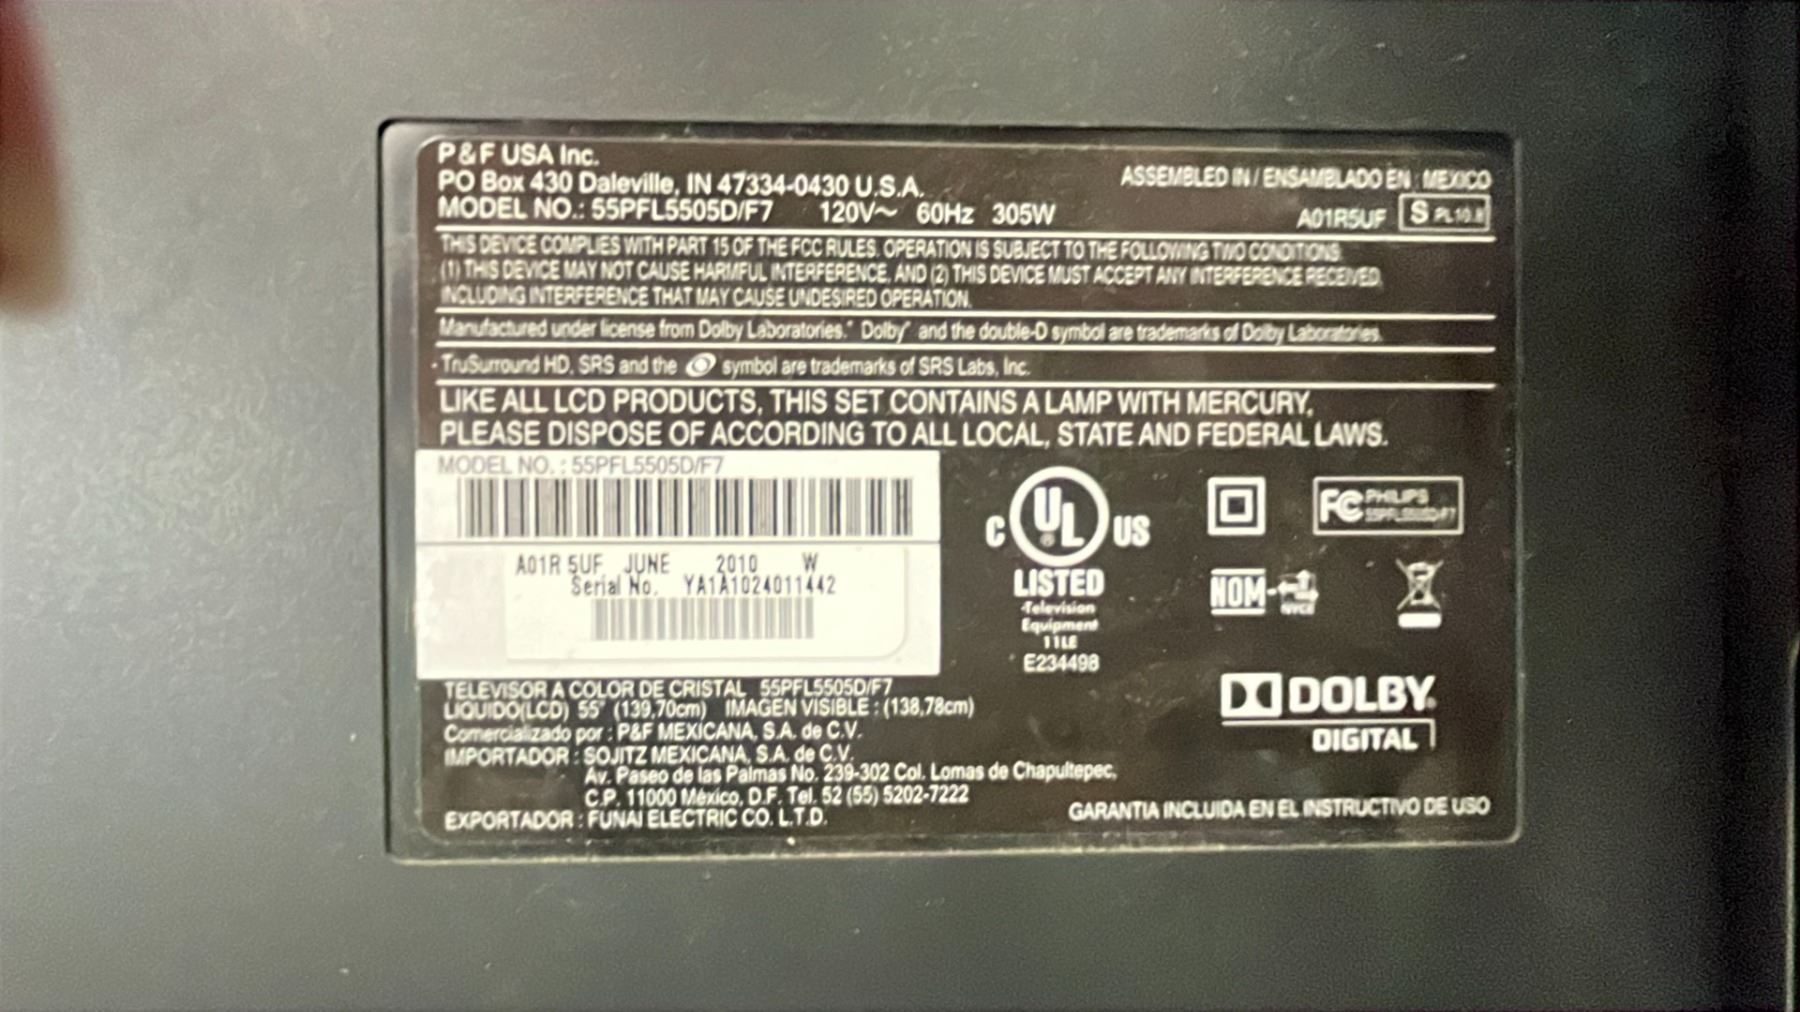 P&F USA Inc.
PO Box 430 Daleville, IN 47334-0430 U.S.A.
ASSEMBLED IN / ENSAMBLADO EN : MEXICO
MODEL NO.: 55PFL5505D/F7 120V~ 60Hz 305W
A01R5UF S PL10.8
THIS DEVICE COMPLIES WITH PART 15 OF THE FCC RULES. OPERATION IS SUBJECT TO THE FOLLOWING TWO CONDITIONS:
(1) THIS DEVICE MAY NOT CAUSE HARMFUL INTERFERENCE, AND (2) THIS DEVICE MUST ACCEPT ANY INTERFERENCE RECEIVED,
INCLUDING INTERFERENCE THAT MAY CAUSE UNDESIRED OPERATION.
Manufactured under license from Dolby Laboratories." Dolby" and the double-D symbol are trademarks of Dolby Laboratories.
TruSurround HD, SRS and the symbol are trademarks of SRS Labs, Inc.
LIKE ALL LCD PRODUCTS, THIS SET CONTAINS A LAMP WITH MERCURY,
PLEASE DISPOSE OF ACCORDING TO ALL LOCAL, STATE AND FEDERAL LAWS.
MODEL NO. : 55PFL5505D/F7
A01R 5UF JUNE 2010 W
Serial No. YA1A1024011442
C UL ® US
LISTED
Television
Equipment
11LE
E234498
FC PHILIPS
55PFL5505D/F7
NOM-NYCE
DOLBY
DIGITAL
TELEVISOR A COLOR DE CRISTAL 55PFL5505D/F7
LIQUIDO(LCD) 55" (139,70cm) IMAGEN VISIBLE : (138,78cm)
Comercializado por : P&F MEXICANA, S.A. de C.V.
IMPORTADOR : SOJITZ MEXICANA, S.A. de C.V.
Av. Paseo de las Palmas No. 239-302 Col. Lomas de Chapultepec,
C.P. 11000 México, D.F. Tel. 52 (55) 5202-7222
EXPORTADOR : FUNAI ELECTRIC CO. L.T.D.
GARANTIA INCLUIDA EN EL INSTRUCTIVO DE USO